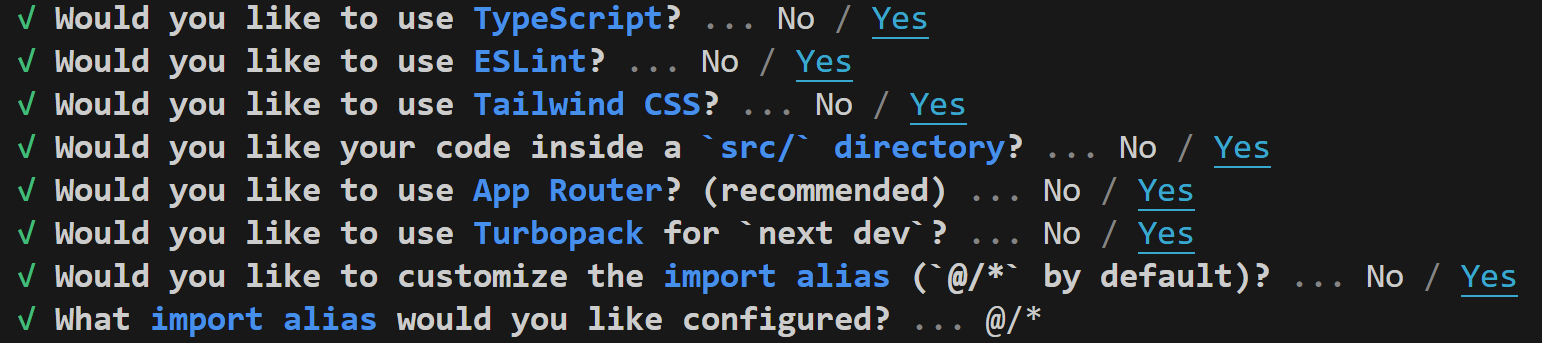 √ Would you like to use TypeScript? ... No / Yes
√ Would you like to use ESLint? ... No / Yes
√ Would you like to use Tailwind CSS? ... No / Yes
√ Would you like your code inside a `src/` directory? ... No / Yes
√ Would you like to use App Router? (recommended) ... No / Yes
√ Would you like to use Turbopack for `next dev`? ... No / Yes
√ Would you like to customize the import alias (`@/*` by default)? ... No / Yes
√ What import alias would you like configured? ... @/*